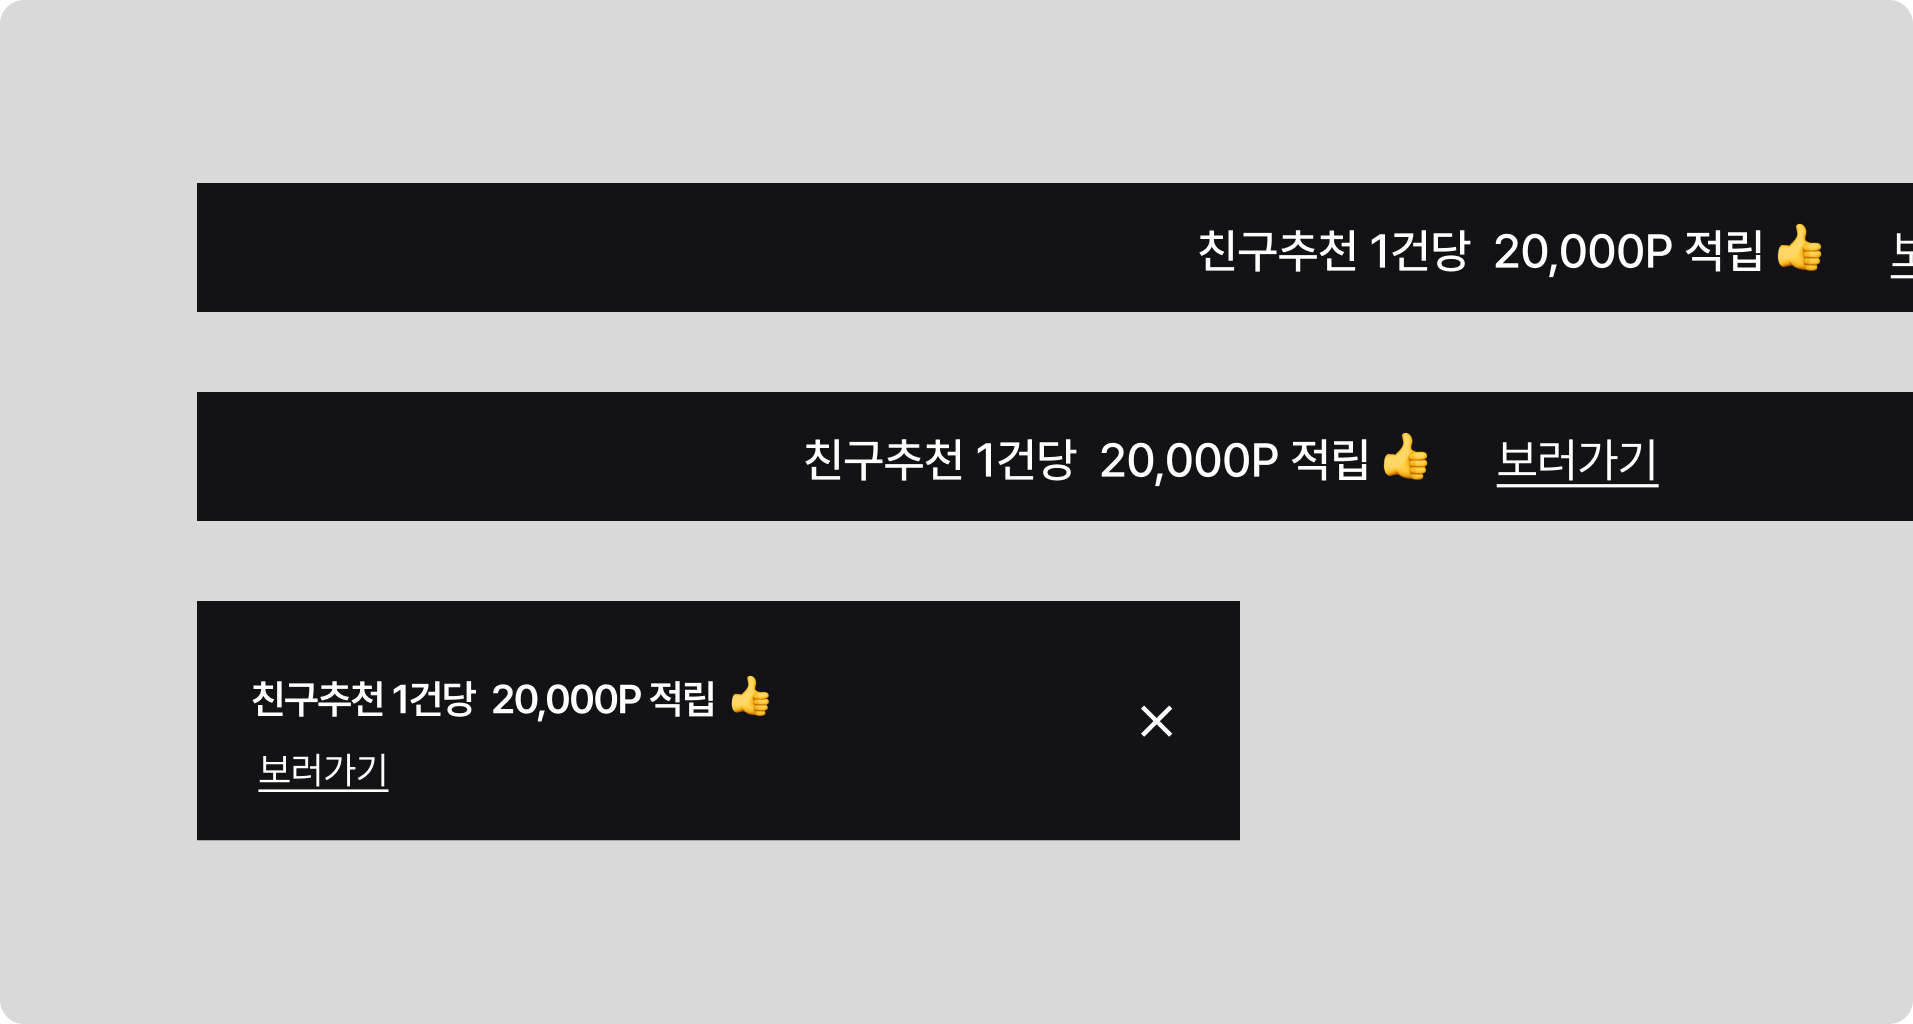 친구추천 1건당 20,000P 적립 👍
친구추천 1건당 20,000P 적립 👍 보러가기
친구추천 1건당 20,000P 적립 👍
보러가기